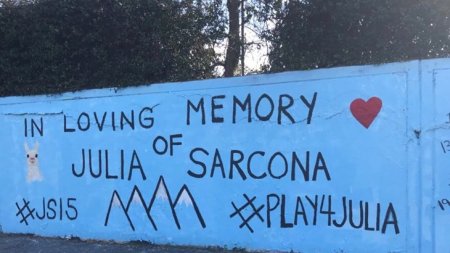 IN LOVING MEMORY
OF
JULIA SARCONA
#JS15
#PLAY4JULIA